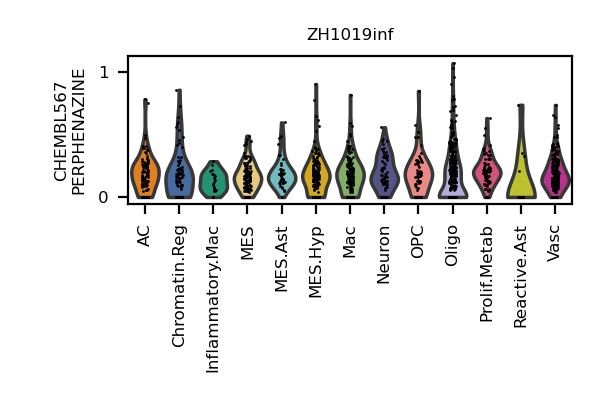 ZH1019inf
CHEMBL567
PERPHENAZINE
1
0
AC
Chromatin.Reg
Inflammatory.Mac
MES
MES.Ast
MES.Hyp
Mac
Neuron
OPC
Oligo
Prolif.Metab
Reactive.Ast
Vasc